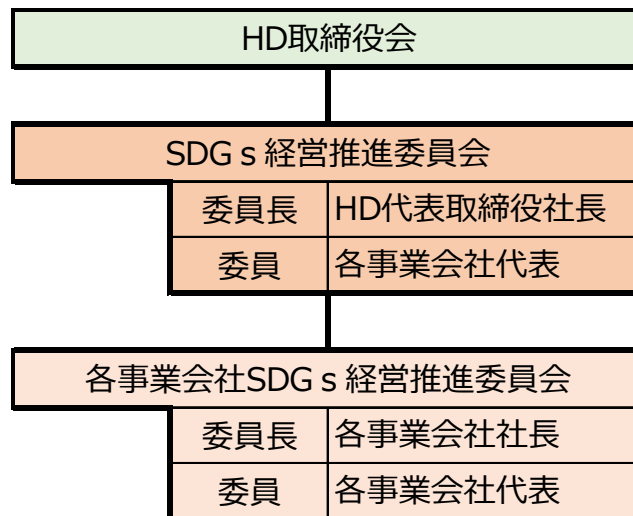 HD取締役会
SDGｓ経営推進委員会
委員長 HD代表取締役社長
委員 各事業会社代表
各事業会社SDGｓ経営推進委員会
委員長 各事業会社社長
委員 各事業会社代表